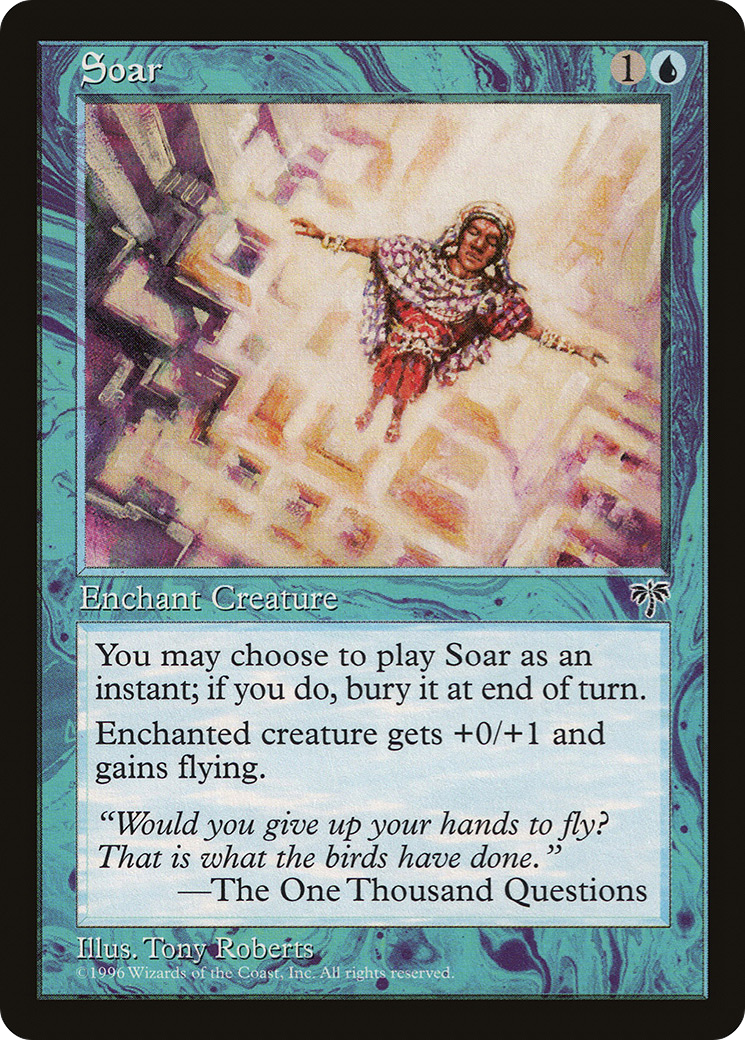 Soar
1
Enchant Creature
You may choose to play Soar as an
instant; if you do, bury it at end of turn.
Enchanted creature gets +0/+1 and
gains flying.
“Would you give up your hands to fly?
That is what the birds have done.”
—The One Thousand Questions
Illus. Tony Roberts
©1996 Wizards of the Coast, Inc. All rights reserved.